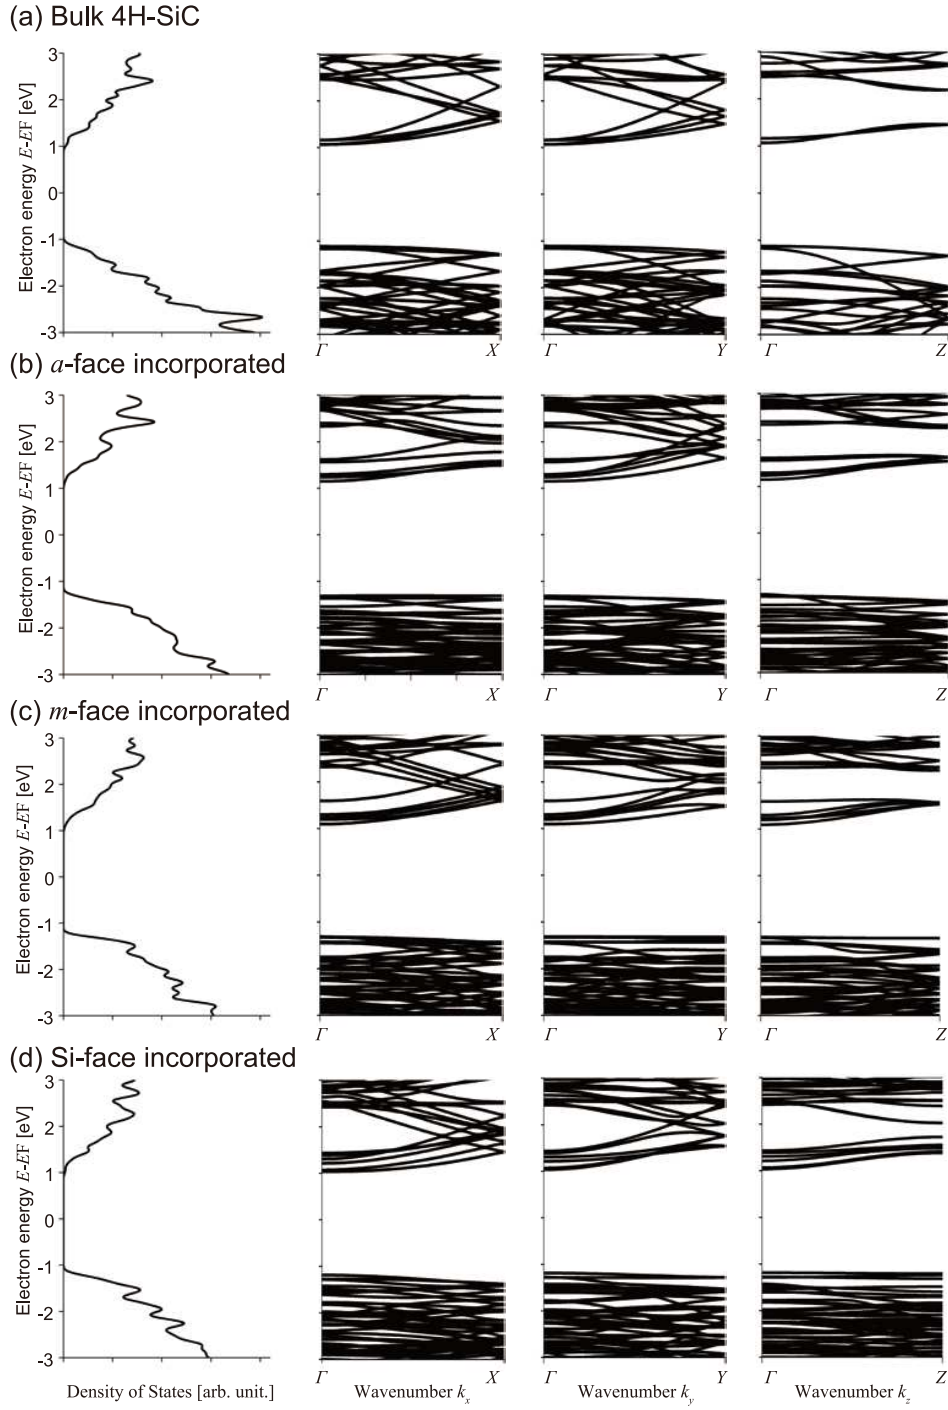 (a) Bulk 4H-SiC
Electron energy E-EF [eV]
3
2
1
0
-1
-2
-3
Γ X Γ Y Γ Z
(b) a-face incorporated
Electron energy E-EF [eV]
3
2
1
0
-1
-2
-3
Γ X Γ Y Γ Z
(c) m-face incorporated
Electron energy E-EF [eV]
3
2
1
0
-1
-2
-3
Γ X Γ Y Γ Z
(d) Si-face incorporated
Electron energy E-EF [eV]
3
2
1
0
-1
-2
-3
Γ X Γ Y Γ Z
Density of States [arb. unit.] Wavenumber kx Wavenumber ky Wavenumber kz